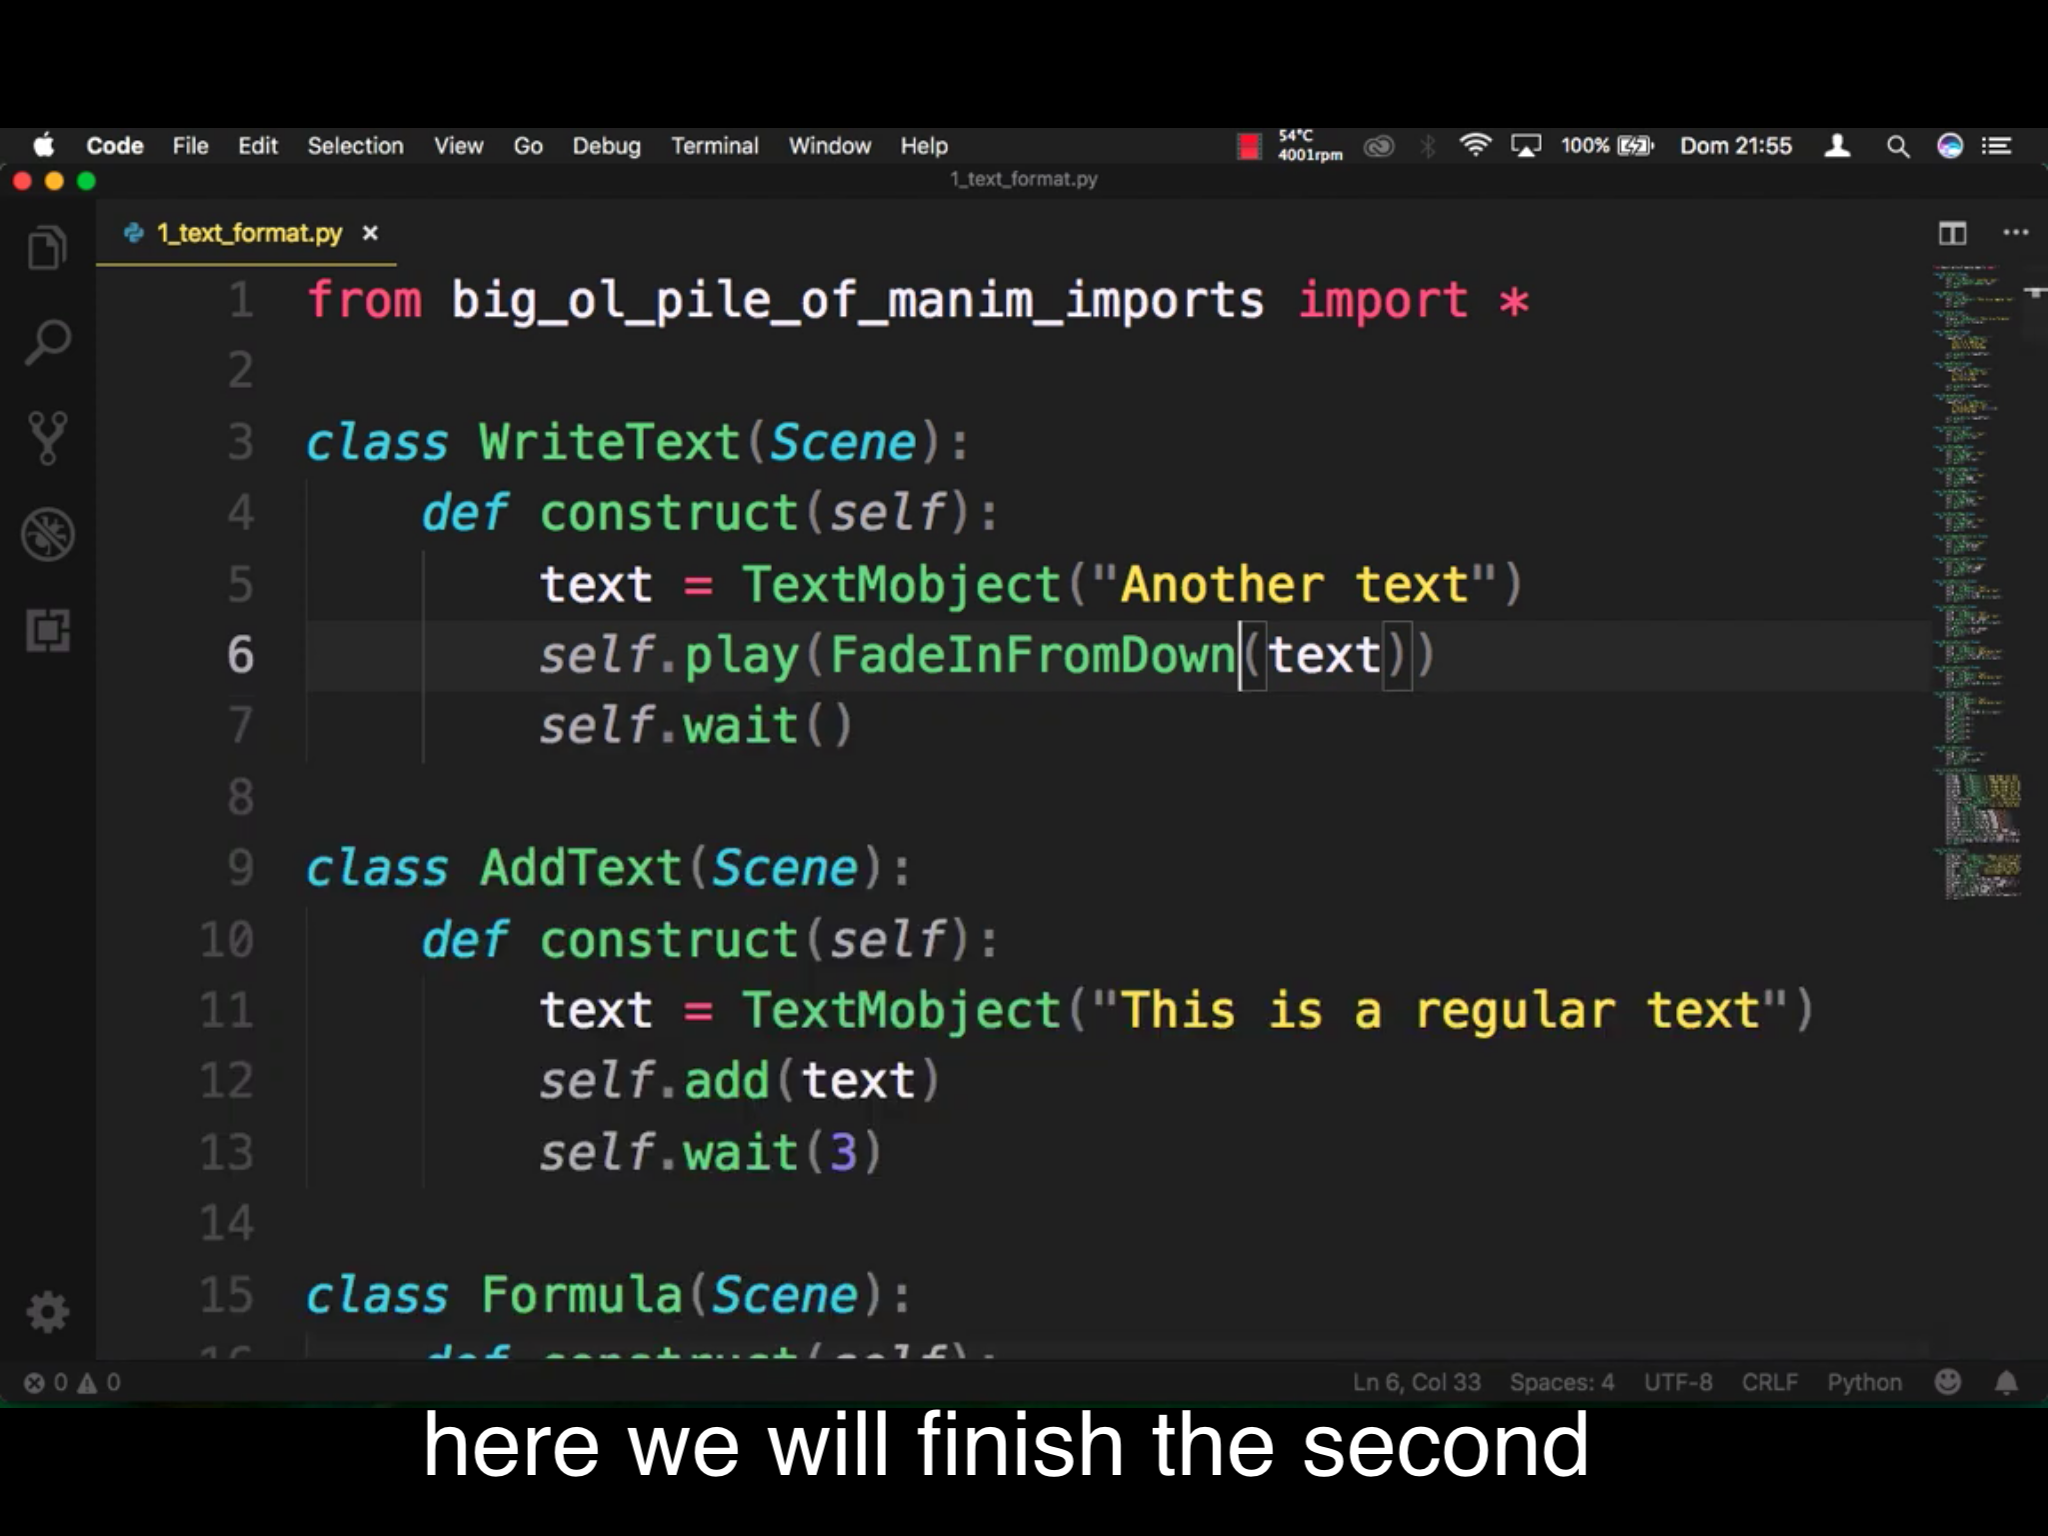 Code File Edit Selection View Go Debug Terminal Window Help 54°C 4001rpm 100% Dom 21:55
1_text_format.py
1_text_format.py ×
1 from big_ol_pile_of_manim_imports import *
2
3 class WriteText(Scene):
4 def construct(self):
5 text = TextMobject("Another text")
6 self.play(FadeInFromDown(text))
7 self.wait()
8
9 class AddText(Scene):
10 def construct(self):
11 text = TextMobject("This is a regular text")
12 self.add(text)
13 self.wait(3)
14
15 class Formula(Scene):
16 def construct(self):
0 0 Ln 6, Col 33 Spaces: 4 UTF-8 CRLF Python
here we will finish the second